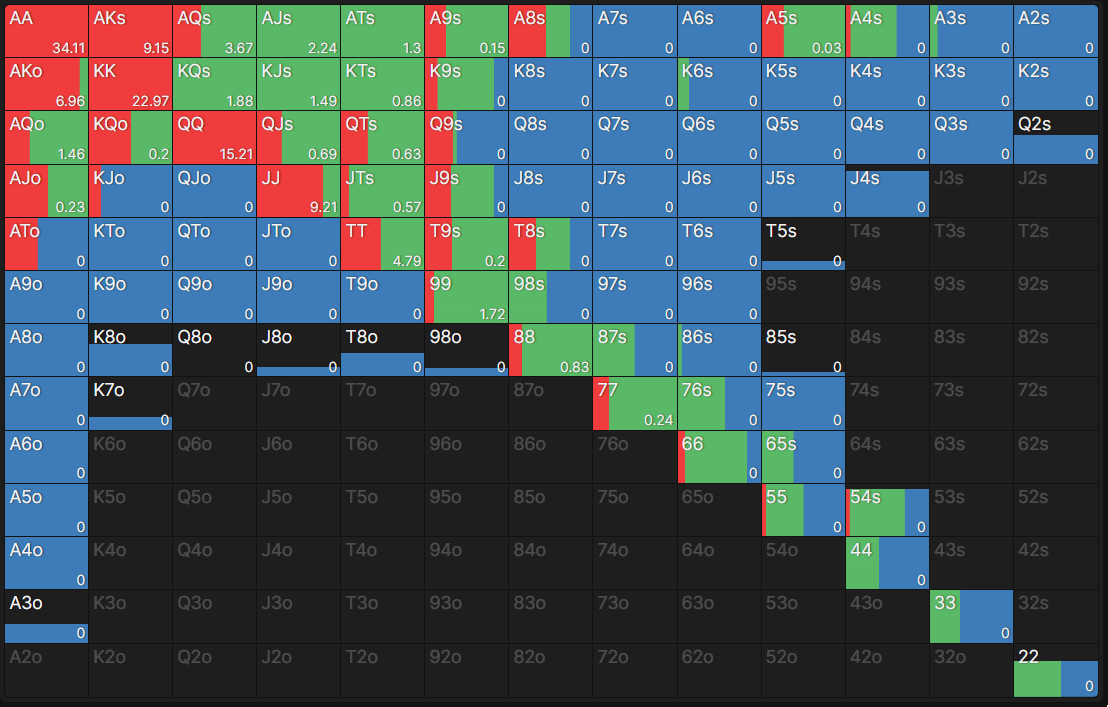 AA AKs AQs AJs ATs A9s A8s A7s A6s A5s A4s A3s A2s
34.11 9.15 3.67 2.24 1.3 0.15 0 0 0 0.03 0 0 0
AKo KK KQs KJs KTs K9s K8s K7s K6s K5s K4s K3s K2s
6.96 22.97 1.88 1.49 0.86 0 0 0 0 0 0 0 0
AQo KQo QQ QJs QTs Q9s Q8s Q7s Q6s Q5s Q4s Q3s Q2s
1.46 0.2 15.21 0.69 0.63 0 0 0 0 0 0 0 0
AJo KJo QJo JJ JTs J9s J8s J7s J6s J5s J4s J3s J2s
0.23 0 0 9.21 0.57 0 0 0 0 0 0
ATo KTo QTo JTo TT T9s T8s T7s T6s T5s T4s T3s T2s
0 0 0 0 4.79 0.2 0 0 0 0
A9o K9o Q9o J9o T9o 99 98s 97s 96s 95s 94s 93s 92s
0 0 0 0 0 1.72 0 0 0
A8o K8o Q8o J8o T8o 98o 88 87s 86s 85s 84s 83s 82s
0 0 0 0 0 0 0.83 0 0 0
A7o K7o Q7o J7o T7o 97o 87o 77 76s 75s 74s 73s 72s
0 0 0.24 0 0
A6o K6o Q6o J6o T6o 96o 86o 76o 66 65s 64s 63s 62s
0 0 0
A5o K5o Q5o J5o T5o 95o 85o 75o 65o 55 54s 53s 52s
0 0 0
A4o K4o Q4o J4o T4o 94o 84o 74o 64o 54o 44 43s 42s
0 0
A3o K3o Q3o J3o T3o 93o 83o 73o 63o 53o 43o 33 32s
0 0
A2o K2o Q2o J2o T2o 92o 82o 72o 62o 52o 42o 32o 22
0